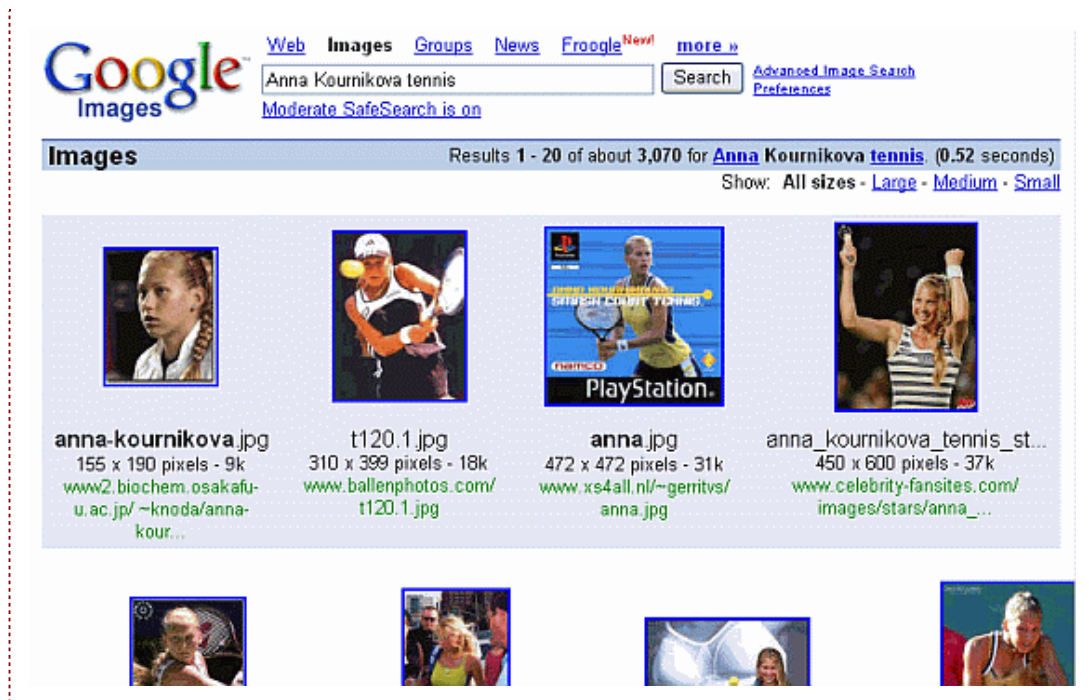 Google
Images
Web Images Groups News Froogle New! more »
Anna Kournikova tennis Search Advanced Image Search
Preferences
Moderate SafeSearch is on
Images Results 1 - 20 of about 3,070 for Anna Kournikova tennis. (0.52 seconds)
Show: All sizes - Large - Medium - Small
ANNA KOURNIKOVA'S
SMASH COURT TENNIS
namco
PlayStation.
anna-kournikova.jpg
155 x 190 pixels - 9k
www2.biochem.osakafu-
u.ac.jp/ ~knoda/anna-
kour...
t120.1.jpg
310 x 399 pixels - 18k
www.ballenphotos.com/
t120.1.jpg
anna.jpg
472 x 472 pixels - 31k
www.xs4all.nl/~gerritvs/
anna.jpg
anna_kournikova_tennis_st...
450 x 600 pixels - 37k
www.celebrity-fansites.com/
images/stars/anna_...